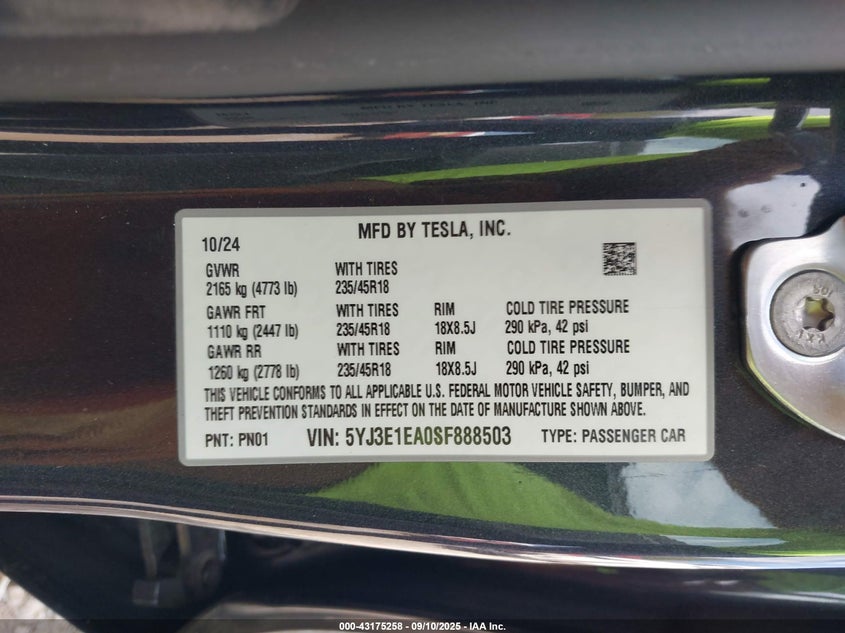 MFD BY TESLA, INC.
10/24
GVWR WITH TIRES
2165 kg (4773 lb) 235/45R18
GAWR FRT WITH TIRES RIM COLD TIRE PRESSURE
1110 kg (2447 lb) 235/45R18 18X8.5J 290 kPa, 42 psi
GAWR RR WITH TIRES RIM COLD TIRE PRESSURE
1260 kg (2778 lb) 235/45R18 18X8.5J 290 kPa, 42 psi
THIS VEHICLE CONFORMS TO ALL APPLICABLE U.S. FEDERAL MOTOR VEHICLE SAFETY, BUMPER, AND
THEFT PREVENTION STANDARDS IN EFFECT ON THE DATE OF MANUFACTURE SHOWN ABOVE.
PNT: PN01 VIN: 5YJ3E1EA0SF888503 TYPE: PASSENGER CAR
000-43175258 - 09/10/2025 - IAA Inc.